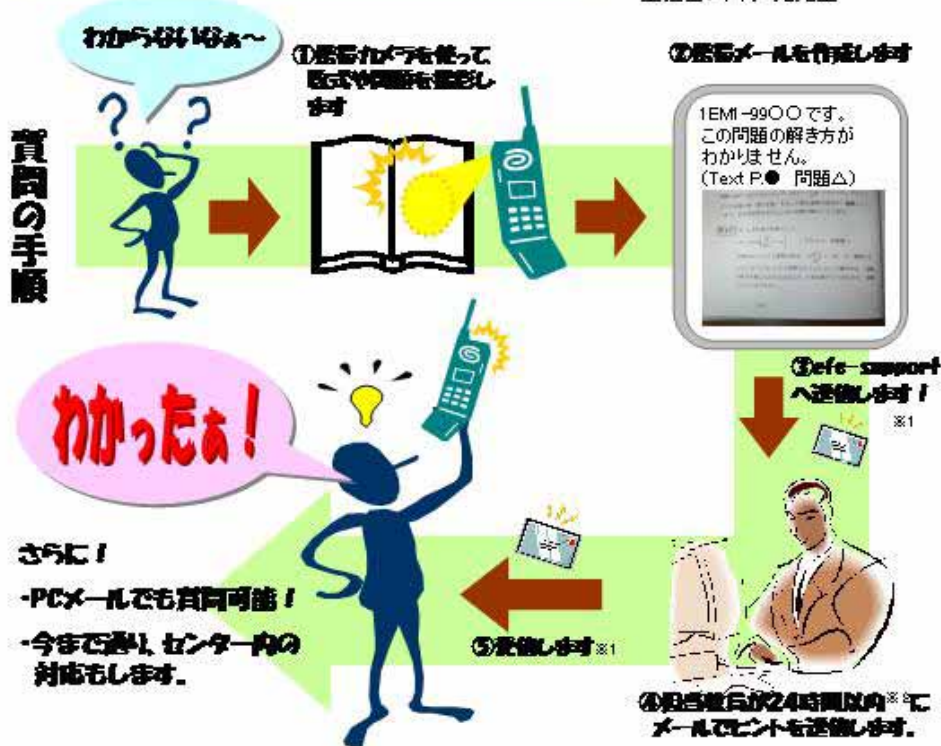 わからないなぁ～
質問の手順
①携帯カメラを使って
数式や問題を撮影し
ます
②携帯メールを作成します
1EM1-99〇〇です。
この問題の解き方が
わかりません。
(Text P.● 問題△)
③efc-support
へ送信します！
※1
④担当教員が24時間以内※2に
メールでヒントを送信します。
⑤受信します※1
わかったぁ！
さらに！
・PCメールでも質問可能！
・今まで通り、センター内の
対応もします。